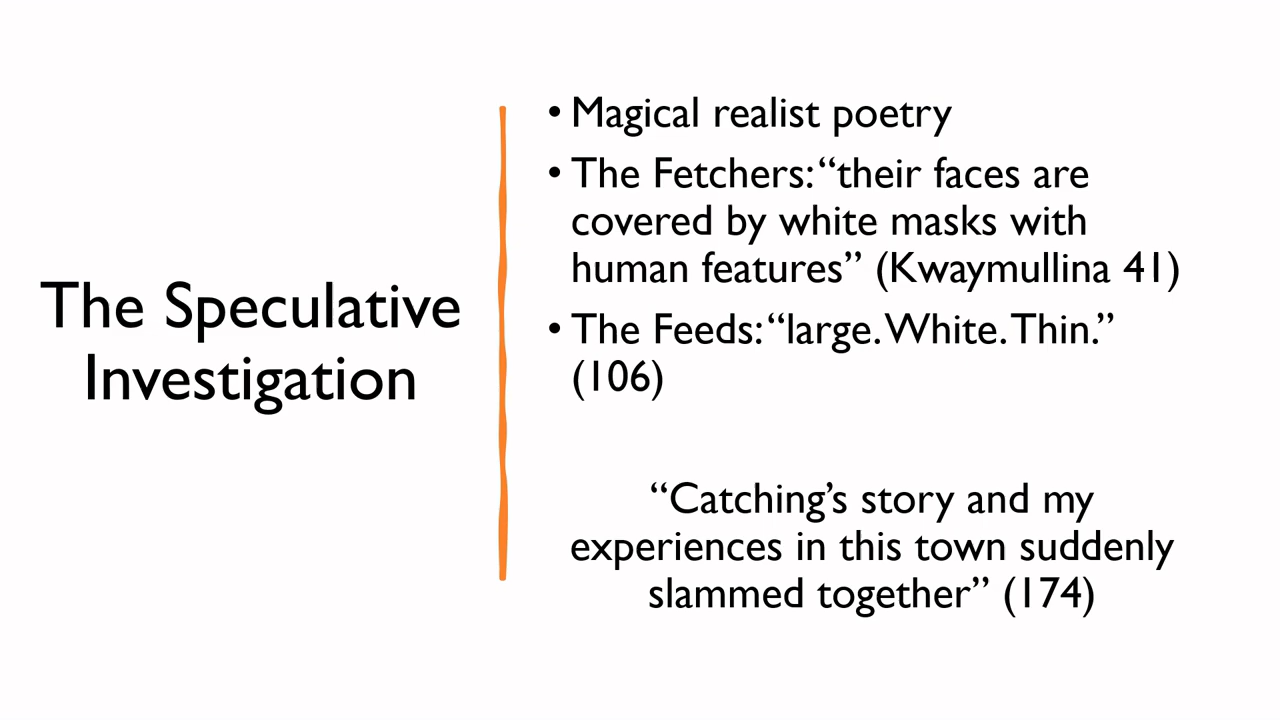 The Speculative
Investigation
• Magical realist poetry
• The Fetchers: “their faces are
covered by white masks with
human features” (Kwaymullina 41)
• The Feeds: “large. White. Thin.”
(106)
“Catching’s story and my
experiences in this town suddenly
slammed together” (174)